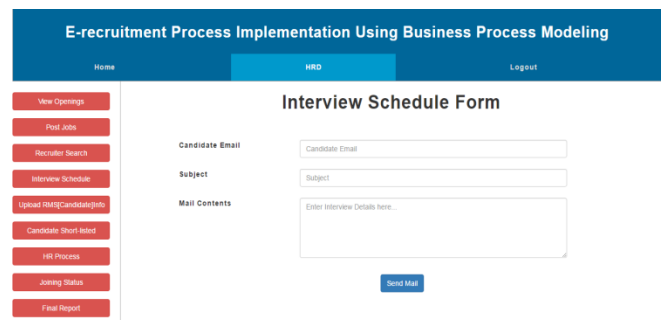 E-recruitment Process Implementation Using Business Process Modeling
Home HRD Logout
View Openings
Post Jobs
Recruiter Search
Interview Schedule
Upload RMS[Candidate]Info
Candidate Short-listed
HR Process
Joining Status
Final Report
Interview Schedule Form
Candidate Email
Candidate Email
Subject
Subject
Mail Contents
Enter Interview Details here...
Send Mail